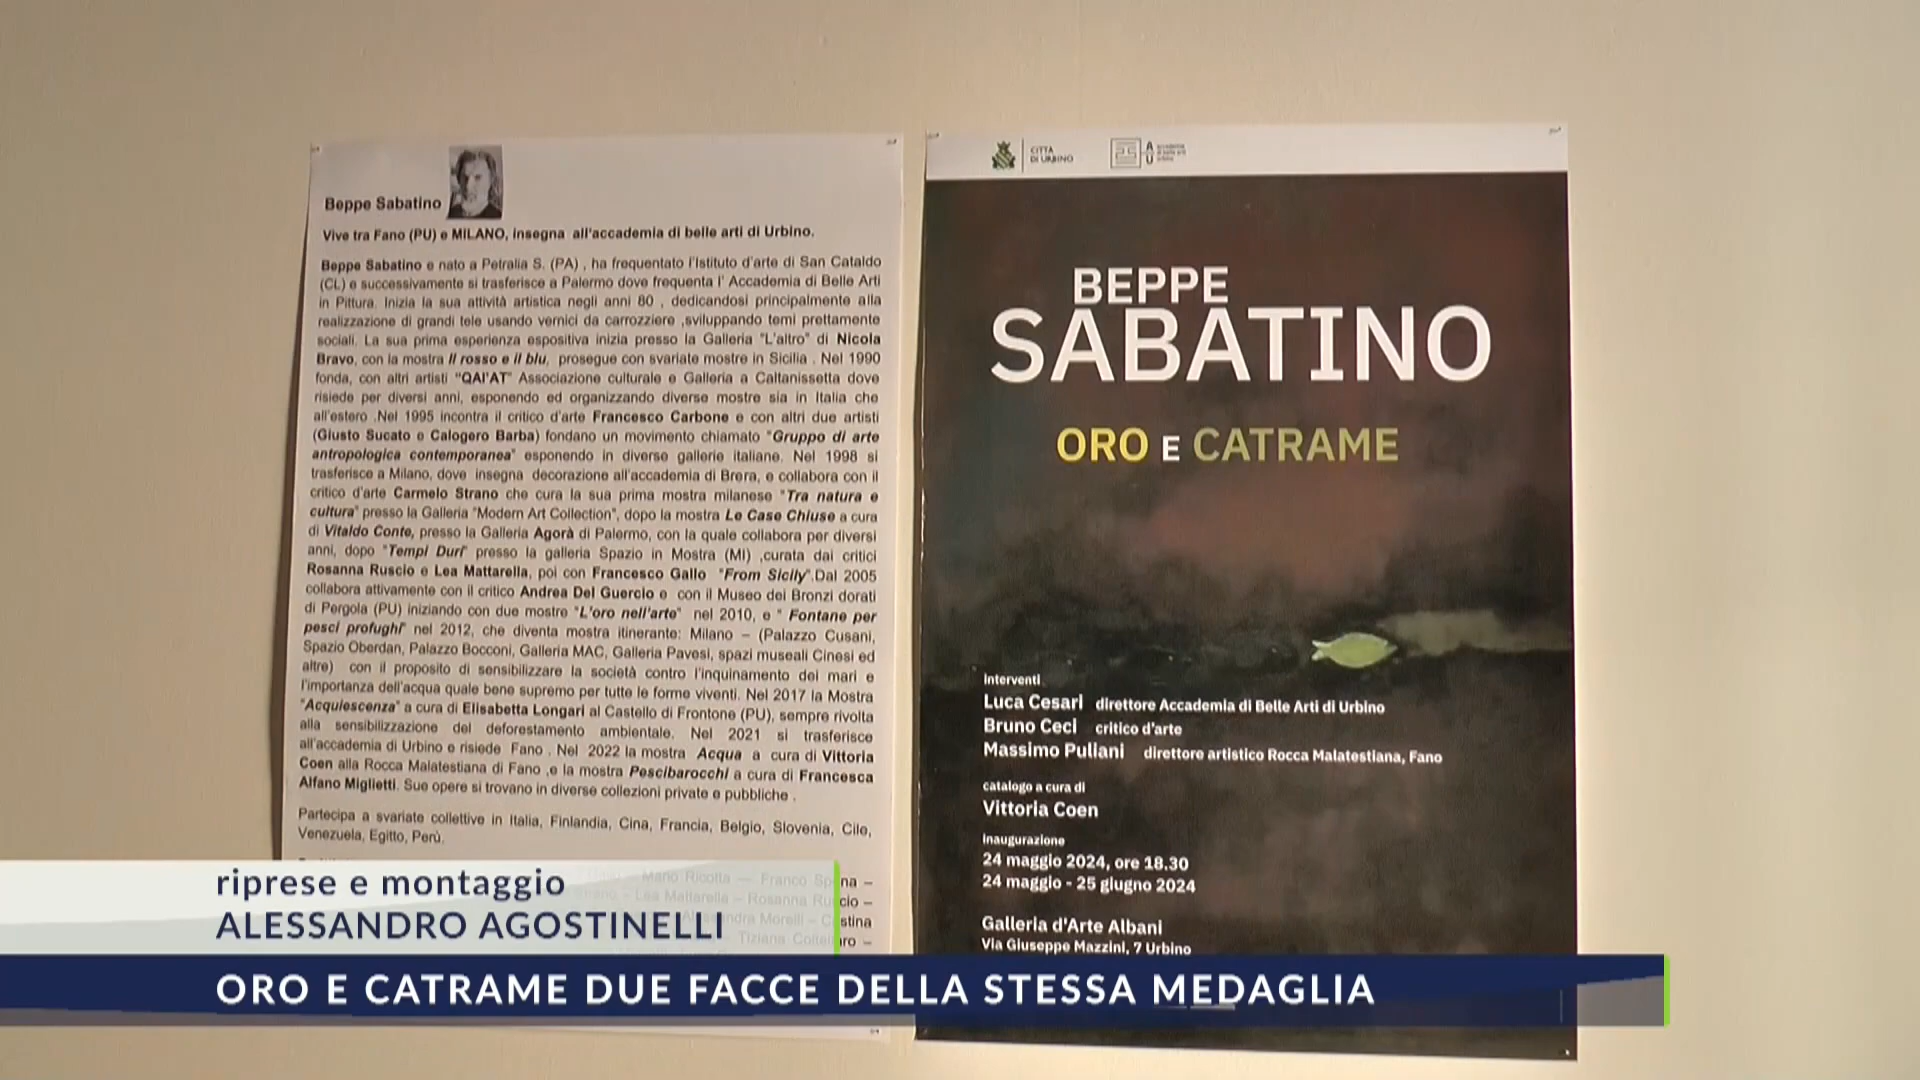 Beppe Sabatino
Vive tra Fano (PU) e MILANO, insegna all'accademia di belle arti di Urbino.
Beppe Sabatino e nato a Petralia S. (PA) , ha frequentato l'Istituto d'arte di San Cataldo
(CL) e successivamente si trasferisce a Palermo dove frequenta l' Accademia di Belle Arti
in Pittura. Inizia la sua attività artistica negli anni 80 , dedicandosi principalmente alla
realizzazione di grandi tele usando vernici da carrozziere ,sviluppando temi prettamente
sociali. La sua prima esperienza espositiva inizia presso la Galleria "L'altro" di Nicola
Bravo, con la mostra Il rosso e il blu, prosegue con svariate mostre in Sicilia . Nel 1990
fonda, con altri artisti "QAL'AT" Associazione culturale e Galleria a Caltanissetta dove
risiede per diversi anni, esponendo ed organizzando diverse mostre sia in Italia che
all'estero .Nel 1995 incontra il critico d'arte Francesco Carbone e con altri due artisti
(Giusto Sucato e Calogero Barba) fondano un movimento chiamato "Gruppo di arte
antropologica contemporanea" esponendo in diverse gallerie italiane. Nel 1998 si
trasferisce a Milano, dove insegna decorazione all'accademia di Brera, e collabora con il
critico d'arte Carmelo Strano che cura la sua prima mostra milanese "Tra natura e
cultura" presso la Galleria "Modern Art Collection", dopo la mostra Le Case Chiuse a cura
di Vitaldo Conte, presso la Galleria Agorà di Palermo, con la quale collabora per diversi
anni, dopo "Tempi Duri" presso la galleria Spazio in Mostra (MI) ,curata dai critici
Rosanna Ruscio e Lea Mattarella, poi con Francesco Gallo "From Sicily".Dal 2005
collabora attivamente con il critico Andrea Del Guercio e con il Museo dei Bronzi dorati
di Pergola (PU) iniziando con due mostre "L'oro nell'arte" nel 2010, e " Fontane per
pesci profughi" nel 2012, che diventa mostra itinerante: Milano – (Palazzo Cusani,
Spazio Oberdan, Palazzo Bocconi, Galleria MAC, Galleria Pavesi, spazi museali Cinesi ed
altre) con il proposito di sensibilizzare la società contro l'inquinamento dei mari e
l'importanza dell'acqua quale bene supremo per tutte le forme viventi. Nel 2017 la Mostra
"Acquiescenza" a cura di Elisabetta Longari al Castello di Frontone (PU), sempre rivolta
alla sensibilizzazione del deforestamento ambientale. Nel 2021 si trasferisce
all'accademia di Urbino e risiede Fano . Nel 2022 la mostra Acqua a cura di Vittoria
Coen alla Rocca Malatestiana di Fano ,e la mostra Pescibarocchi a cura di Francesca
Alfano Miglietti. Sue opere si trovano in diverse collezioni private e pubbliche .
Partecipa a svariate collettive in Italia, Finlandia, Cina, Francia, Belgio, Slovenia, Cile,
Venezuela, Egitto, Perù.
Mario Ricotta — Franco Spena –
Lea Mattarella – Rosanna Ruscio –
Morelli – Cristina
Tiziana
CITTÀ
DI URBINO
BEPPE
SABATINO
ORO E CATRAME
interventi
Luca Cesari direttore Accademia di Belle Arti di Urbino
Bruno Ceci critico d'arte
Massimo Puliani direttore artistico Rocca Malatestiana, Fano
catalogo a cura di
Vittoria Coen
inaugurazione
24 maggio 2024, ore 18.30
24 maggio - 25 giugno 2024
Galleria d'Arte Albani
Via Giuseppe Mazzini, 7 Urbino
riprese e montaggio
ALESSANDRO AGOSTINELLI
ORO E CATRAME DUE FACCE DELLA STESSA MEDAGLIA